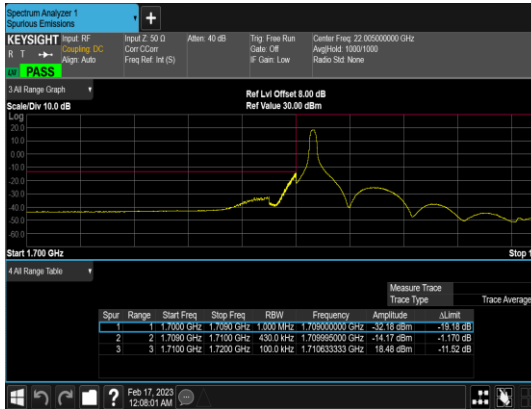 Spectrum Analyzer 1
Spurious Emissions
+
KEYSIGHT Input: RF Input Z: 50 Ω Atten: 40 dB Trig: Free Run Center Freq: 22.005000000 GHz
R T Coupling: DC Corr CCorr Gate: Off Avg|Hold: 1000/1000
Align: Auto Freq Ref: Int (S) IF Gain: Low Radio Std: None
PASS
3 All Range Graph
Ref Lvl Offset 8.00 dB
Scale/Div 10.0 dB Ref Value 30.00 dBm
Log
20.0
10.0
0.00
-10.0
-20.0
-30.0
-40.0
-50.0
-60.0
Start 1.700 GHz Stop 1
4 All Range Table
Measure Trace
Trace Type Trace Average
Spur Range Start Freq Stop Freq RBW Frequency Amplitude ΔLimit
1 1 1.7000 GHz 1.7090 GHz 1.000 MHz 1.709000000 GHz -32.18 dBm -19.18 dB
2 2 1.7090 GHz 1.7100 GHz 430.0 kHz 1.709995000 GHz -14.17 dBm -1.170 dB
3 3 1.7100 GHz 1.7200 GHz 100.0 kHz 1.710633333 GHz 18.48 dBm -11.52 dB
? Feb 17, 2023
12:08:01 AM